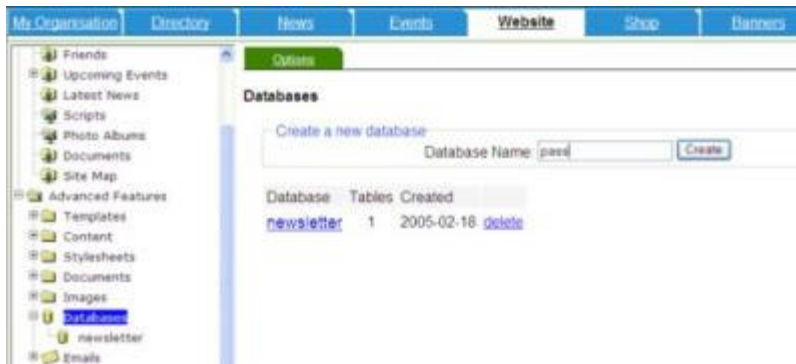 My Organisation Directory News Events Website Shop Banners
Friends
Upcoming Events
Latest News
Scripts
Photo Albums
Documents
Site Map
Advanced Features
Templates
Content
Stylesheets
Documents
Images
Databases
newsletter
Emails
Options
Databases
Create a new database
Database Name pass Create
Database Tables Created
newsletter 1 2005-02-18 delete